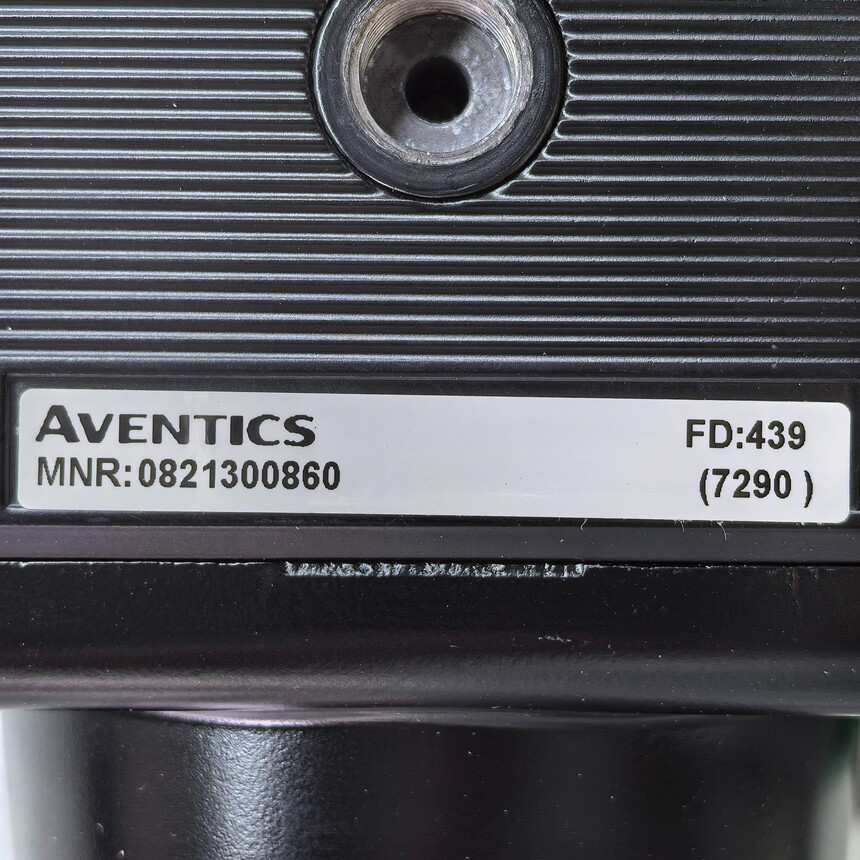 AVENTICS
MNR:0821300860
FD:439
(7290 )